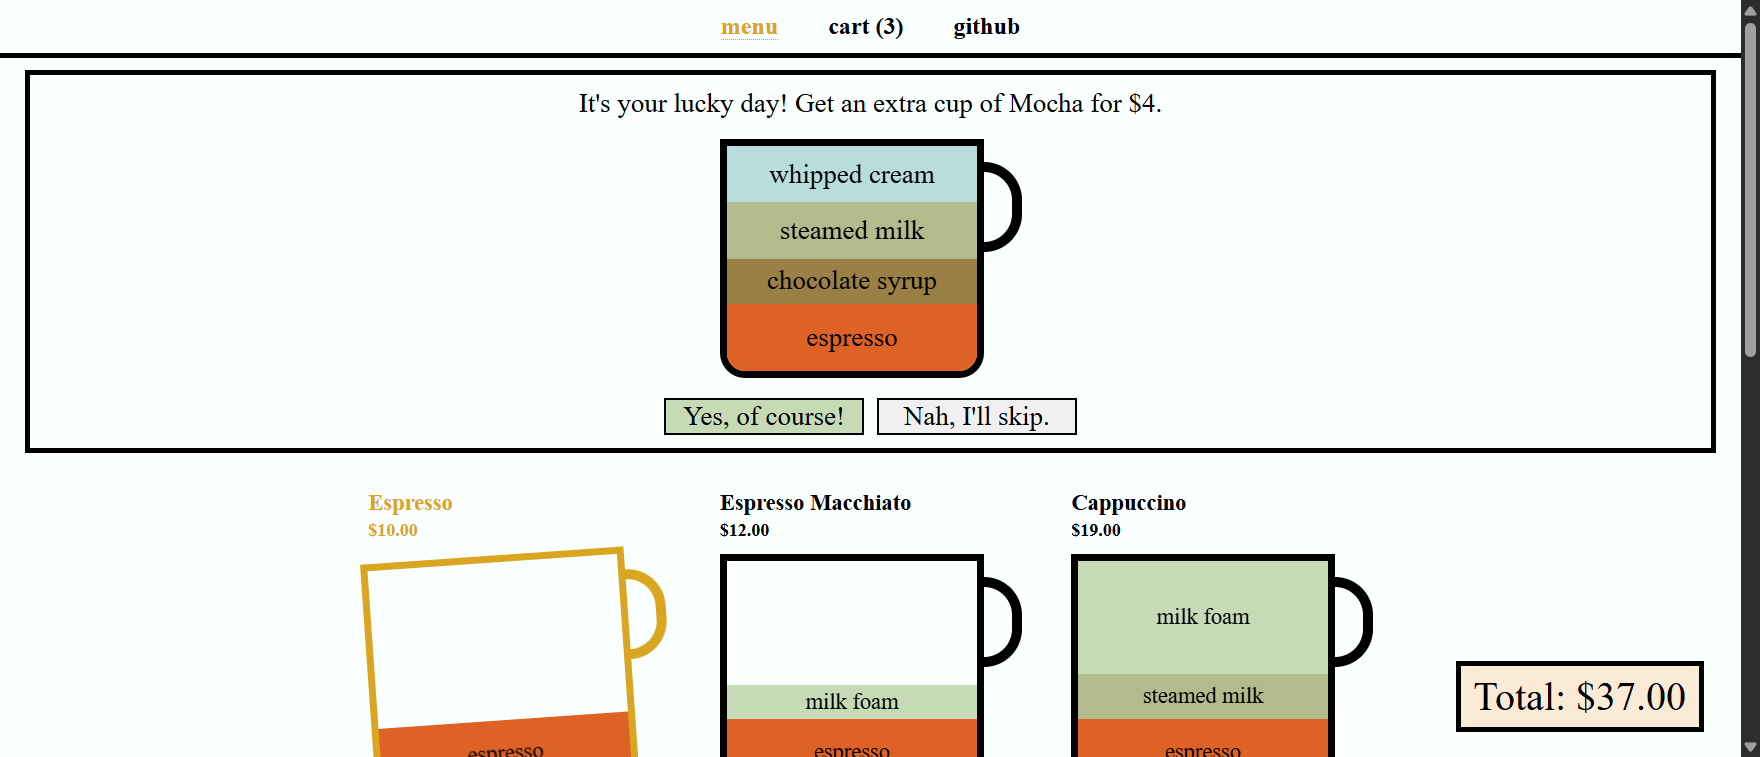 menu cart (3) github
It's your lucky day! Get an extra cup of Mocha for $4.
whipped cream
steamed milk
chocolate syrup
espresso
Yes, of course! Nah, I'll skip.
Espresso
$10.00
espresso
Espresso Macchiato
$12.00
milk foam
espresso
Cappuccino
$19.00
milk foam
steamed milk
espresso
Total: $37.00